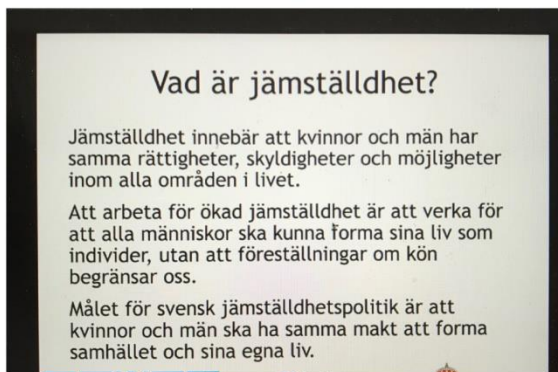 Vad är jämställdhet?
Jämställdhet innebär att kvinnor och män har
samma rättigheter, skyldigheter och möjligheter
inom alla områden i livet.
Att arbeta för ökad jämställdhet är att verka för
att alla människor ska kunna forma sina liv som
individer, utan att föreställningar om kön
begränsar oss.
Målet för svensk jämställdhetspolitik är att
kvinnor och män ska ha samma makt att forma
samhället och sina egna liv.